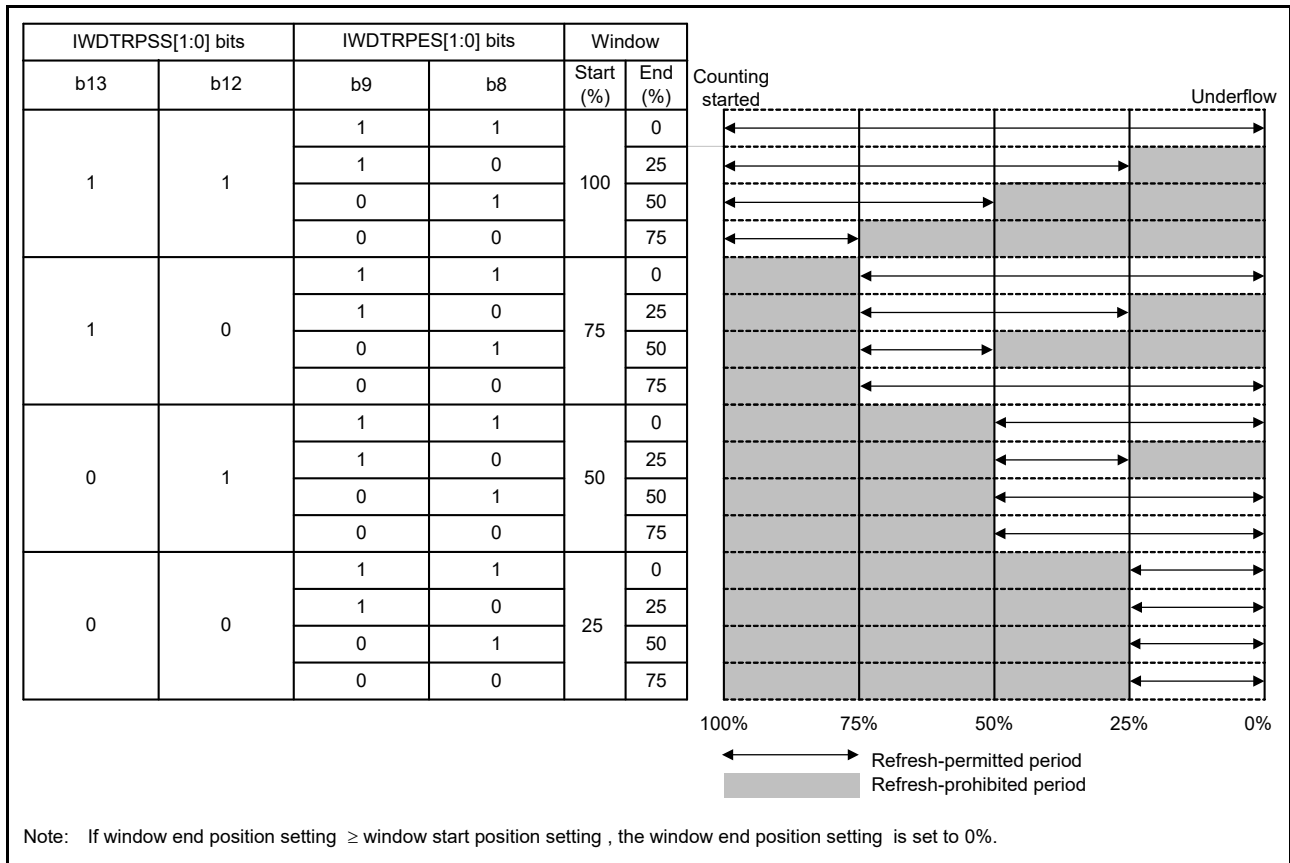 IWDTRPSS[1:0] bits IWDTRPES[1:0] bits Window
b13 b12 b9 b8 Start (%) End (%)
Counting started Underflow
1 1 0
1 0 25
1 1 100
0 1 50
0 0 75
1 1 0
1 0 25
1 0 75
0 1 50
0 0 75
1 1 0
1 0 25
0 1 50
0 1 50
0 0 75
1 1 0
1 0 25
0 0 25
0 1 50
0 0 75
100% 75% 50% 25% 0%
Refresh-permitted period
Refresh-prohibited period
Note: If window end position setting ≥ window start position setting , the window end position setting is set to 0%.